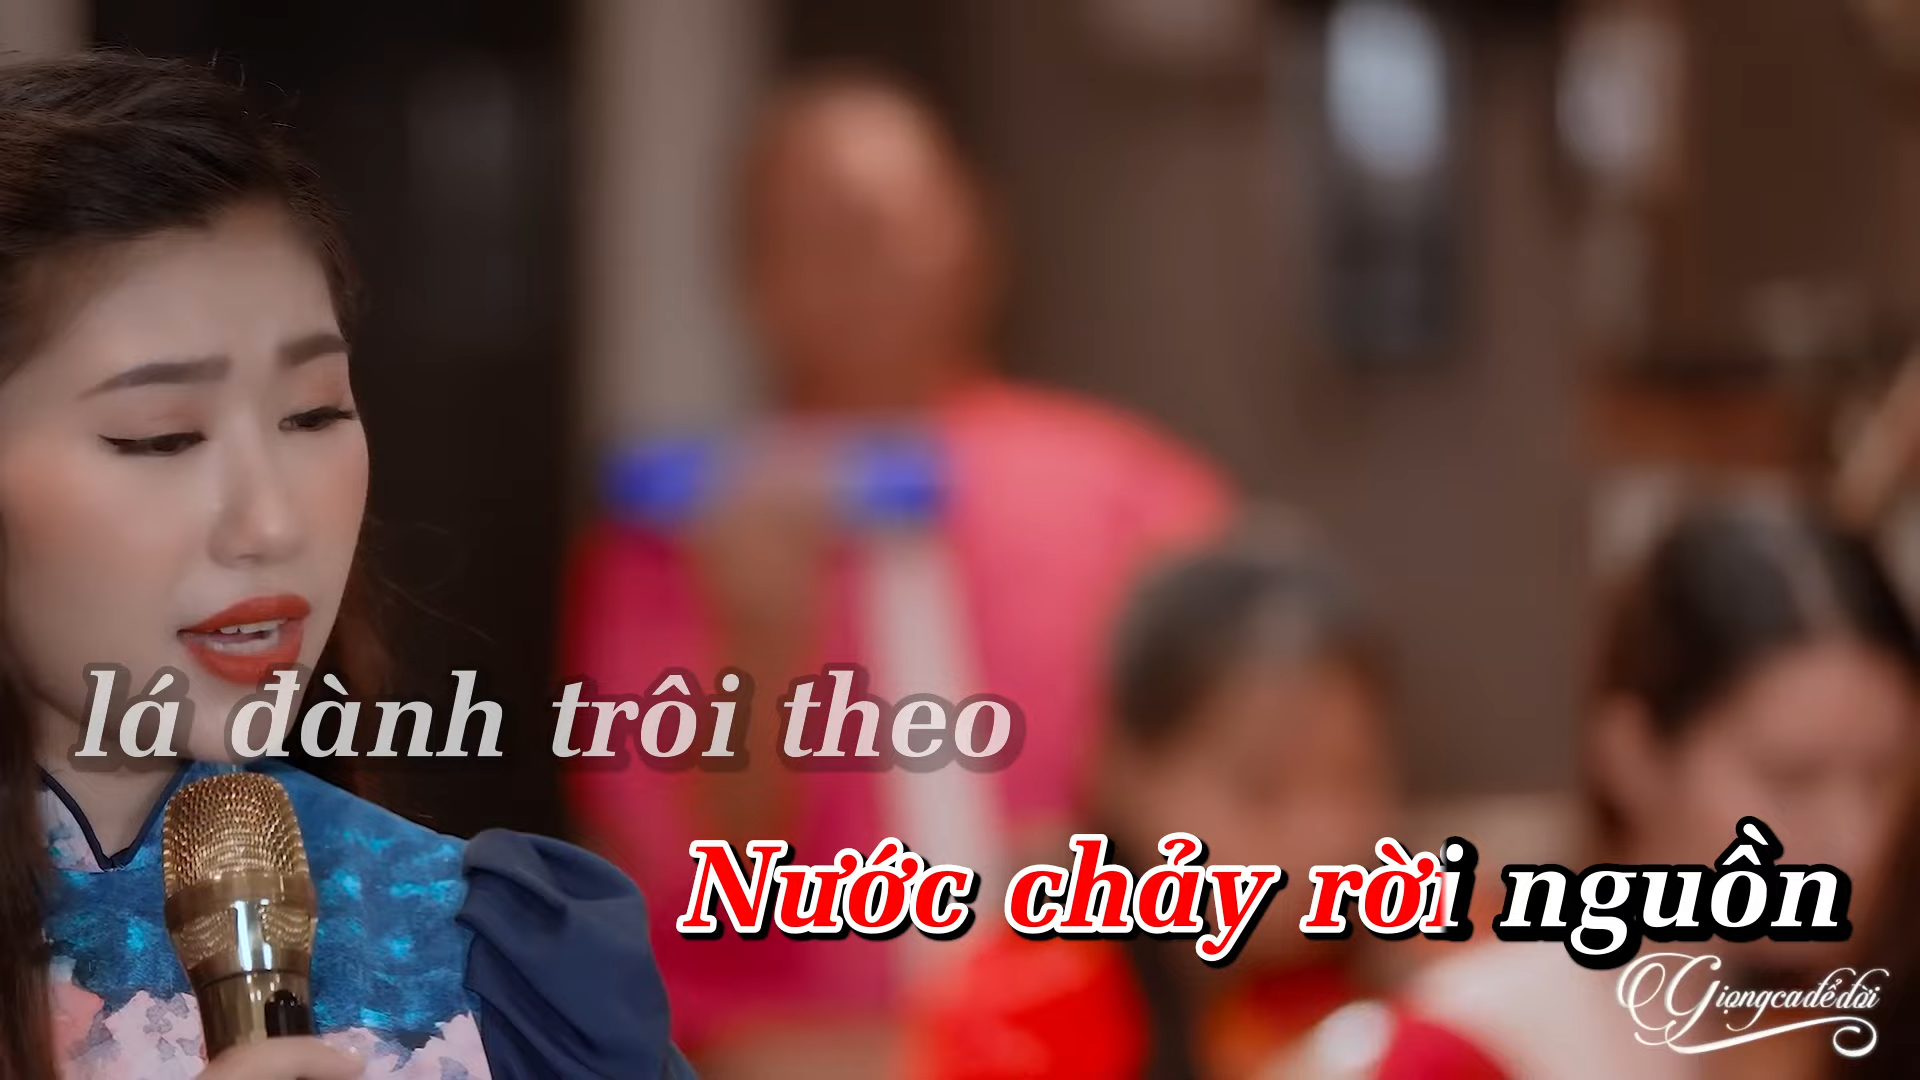 lá đành trôi theo
Nước chảy rời nguồn
Giọngcađểđời